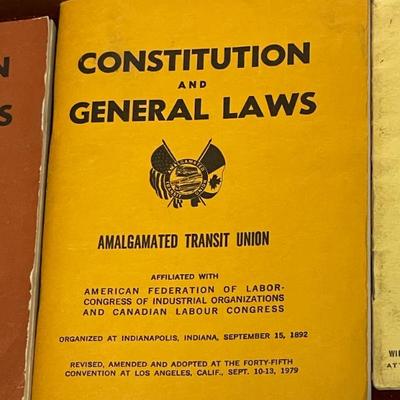 CONSTITUTION
AND
GENERAL LAWS
AMALGAMATED TRANSIT UNION
AFFILIATED WITH
AMERICAN FEDERATION OF LABOR-
CONGRESS OF INDUSTRIAL ORGANIZATIONS
AND CANADIAN LABOUR CONGRESS
ORGANIZED AT INDIANAPOLIS, INDIANA, SEPTEMBER 15, 1892
REVISED, AMENDED AND ADOPTED AT THE FORTY-FIFTH
CONVENTION AT LOS ANGELES, CALIF., SEPT. 10-13, 1979
N
S
WI
AT